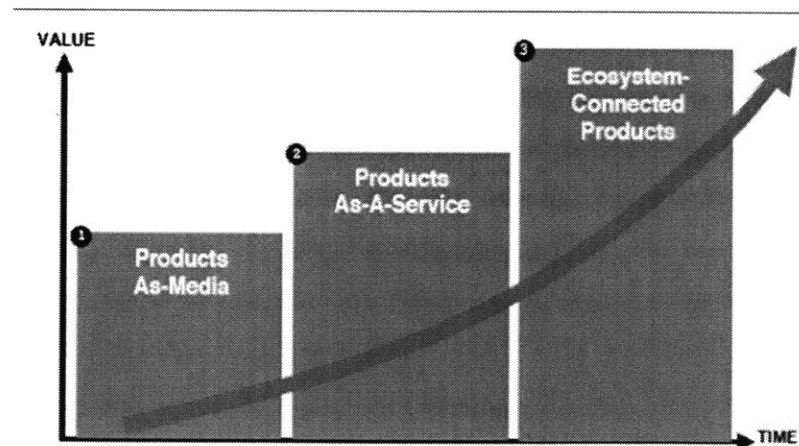 VALUE
3
Ecosystem-
Connected
Products
2
Products
As-A-Service
1
Products
As-Media
TIME